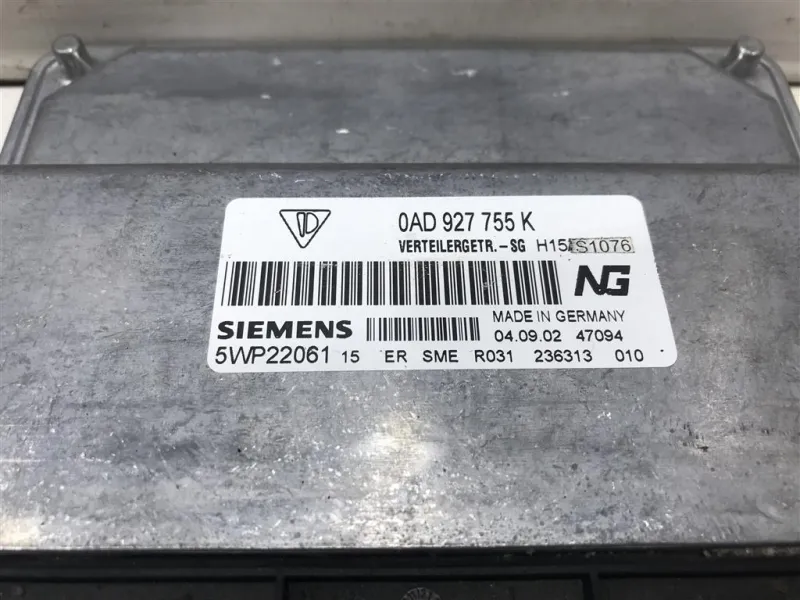 0AD 927 755 K
VERTEILERGETR.-SG H15 S1076
NG
SIEMENS
MADE IN GERMANY
04.09.02 47094
5WP22061 15 ER SME R031 236313 010